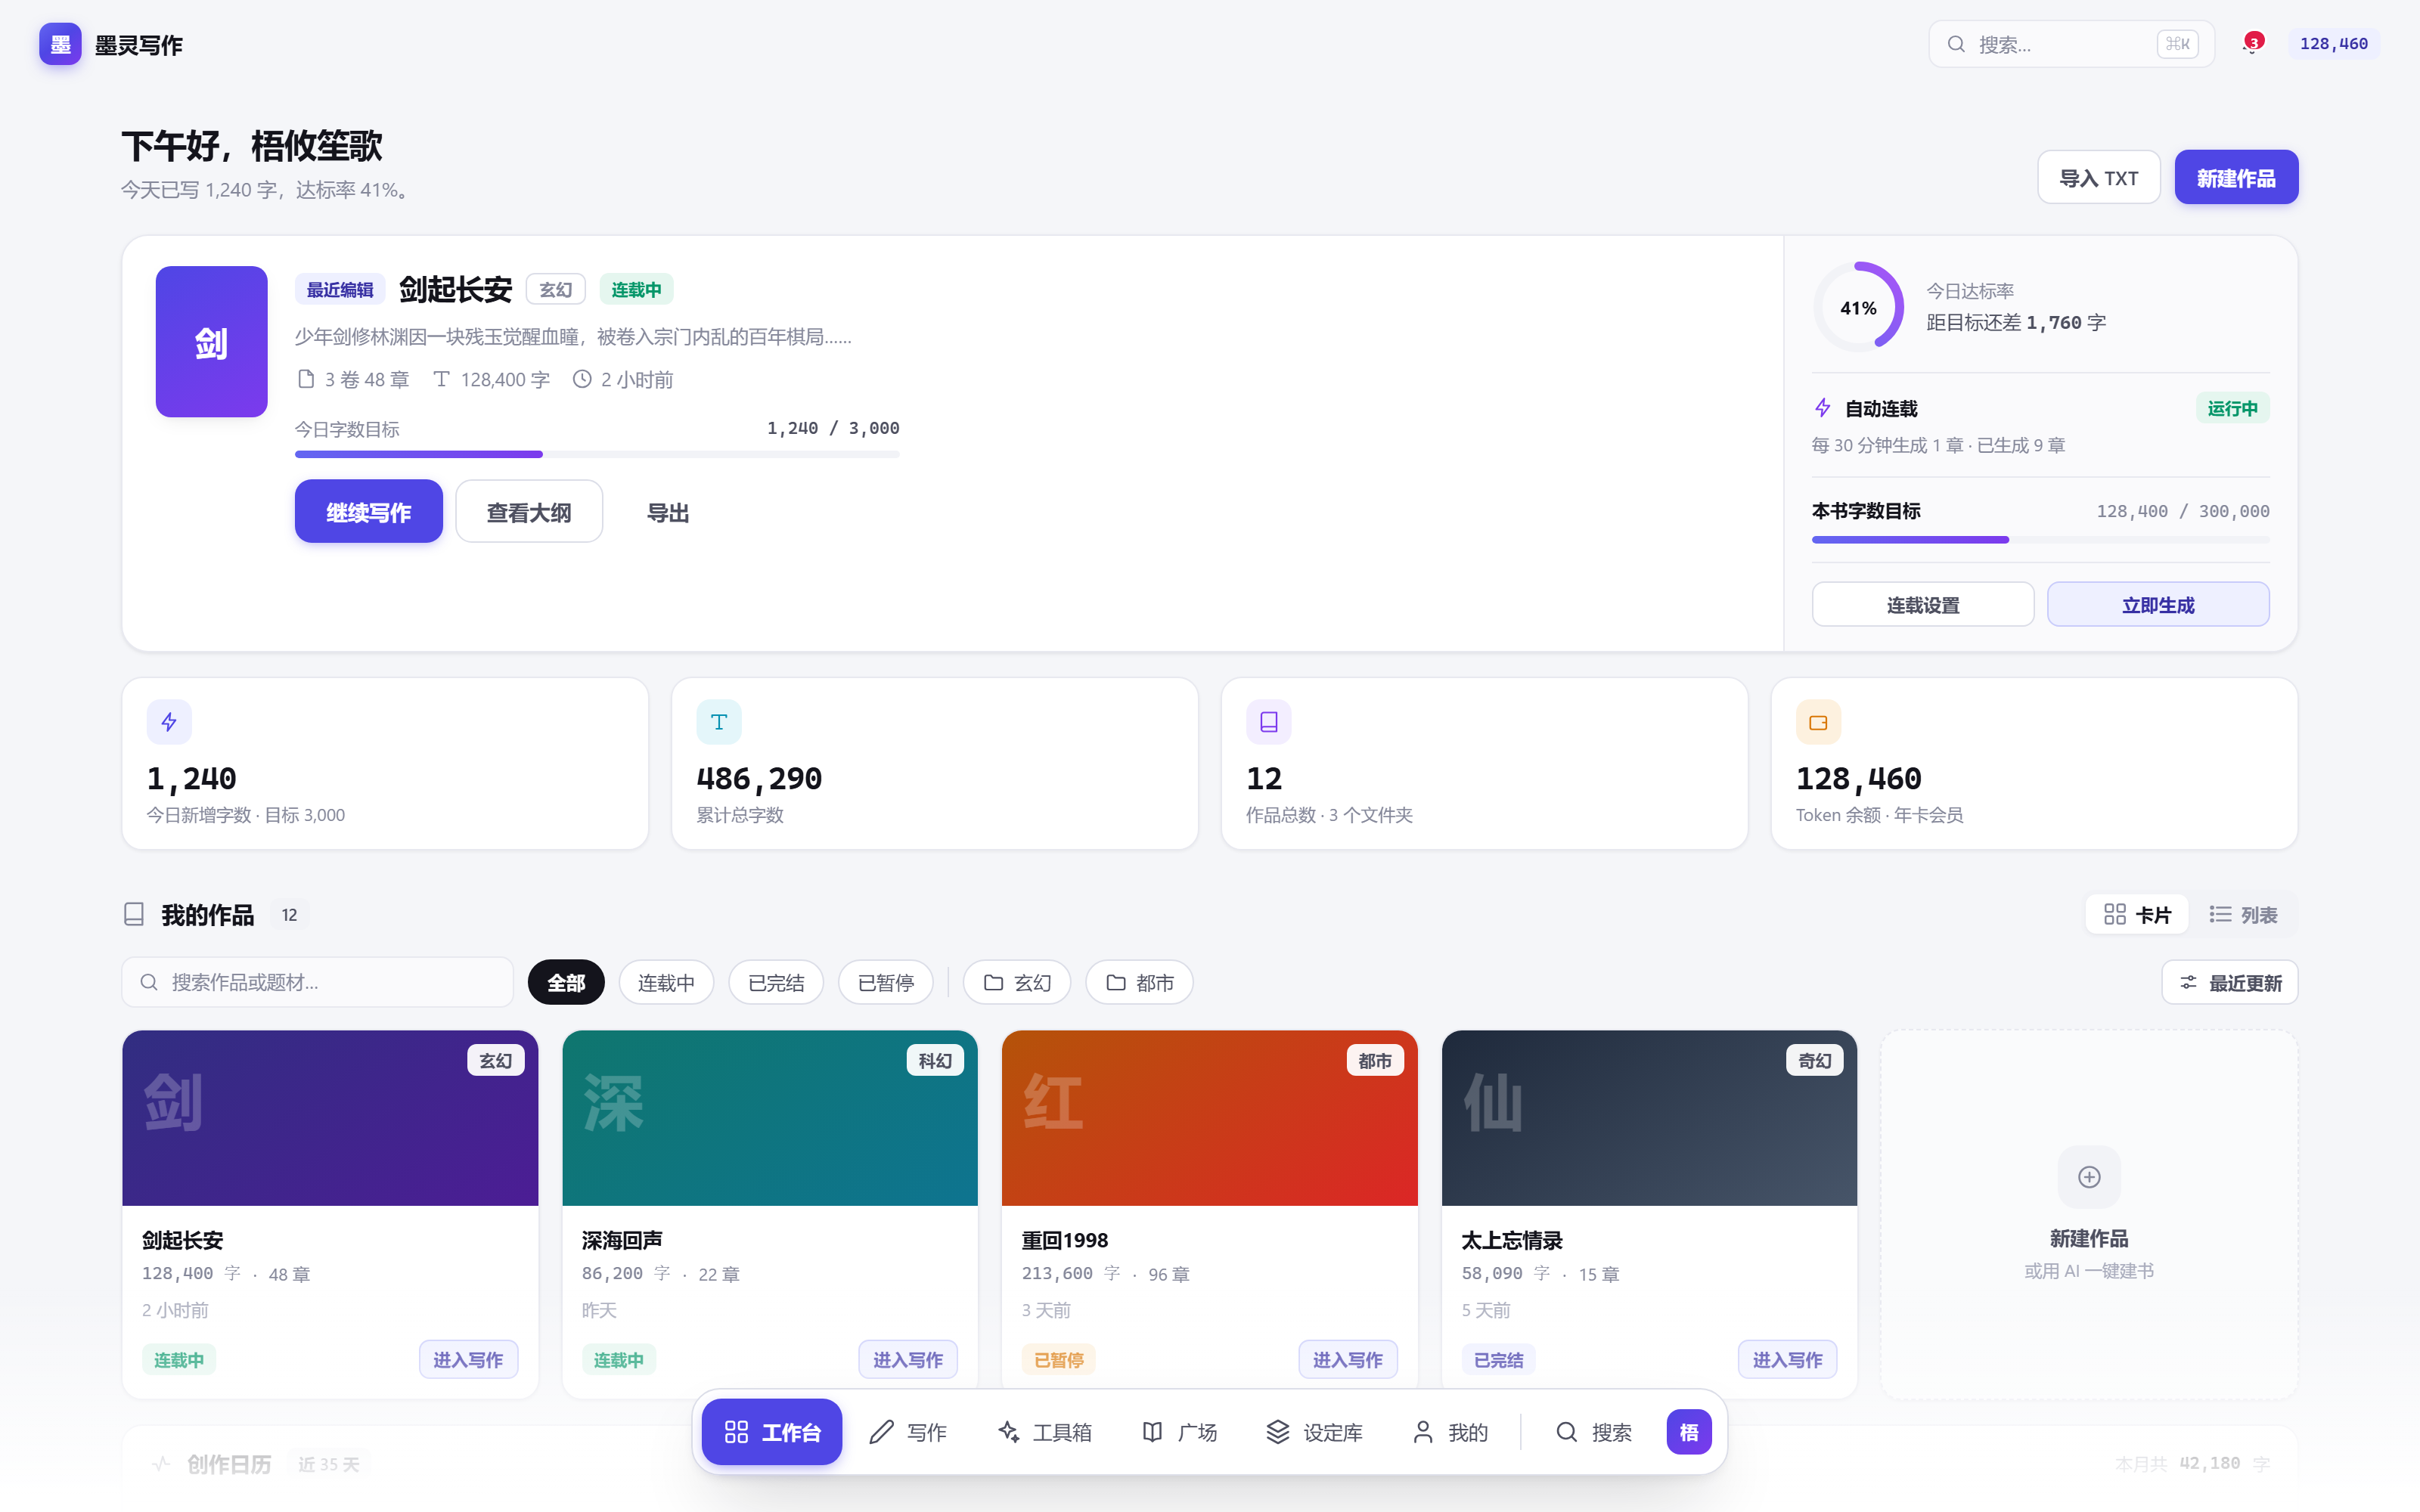 墨 墨灵写作
搜索... ⌘K 3 128,460
下午好，梧攸笙歌
今天已写 1,240 字，达标率 41%。
导入 TXT 新建作品
剑
最近编辑 剑起长安 玄幻 连载中
少年剑修林渊因一块残玉觉醒血瞳，被卷入宗门内乱的百年棋局......
3 卷 48 章 128,400 字 2 小时前
今日字数目标 1,240 / 3,000
继续写作 查看大纲 导出
41%
今日达标率
距目标还差 1,760 字
自动连载 运行中
每 30 分钟生成 1 章 · 已生成 9 章
本书字数目标 128,400 / 300,000
连载设置 立即生成
1,240
今日新增字数 · 目标 3,000
486,290
累计总字数
12
作品总数 · 3 个文件夹
128,460
Token 余额 · 年卡会员
我的作品 12
卡片 列表
搜索作品或题材... 全部 连载中 已完结 已暂停 玄幻 都市 最近更新
剑 玄幻
剑起长安
128,400 字 · 48 章
2 小时前
连载中 进入写作
深 科幻
深海回声
86,200 字 · 22 章
昨天
连载中 进入写作
红 都市
重回1998
213,600 字 · 96 章
3 天前
已暂停 进入写作
仙 奇幻
太上忘情录
58,090 字 · 15 章
5 天前
已完结 进入写作
新建作品
或用 AI 一键建书
创作日历 近 35 天 本月共 42,180 字
工作台 写作 工具箱 广场 设定库 我的 搜索 梧